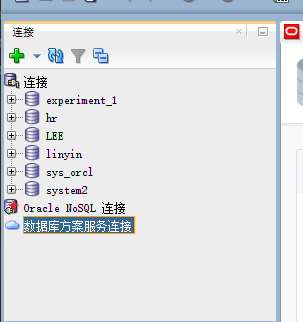 连接
连接
experiment_1
hr
LEE
linyin
sys_orcl
system2
Oracle NoSQL 连接
数据库方案服务连接